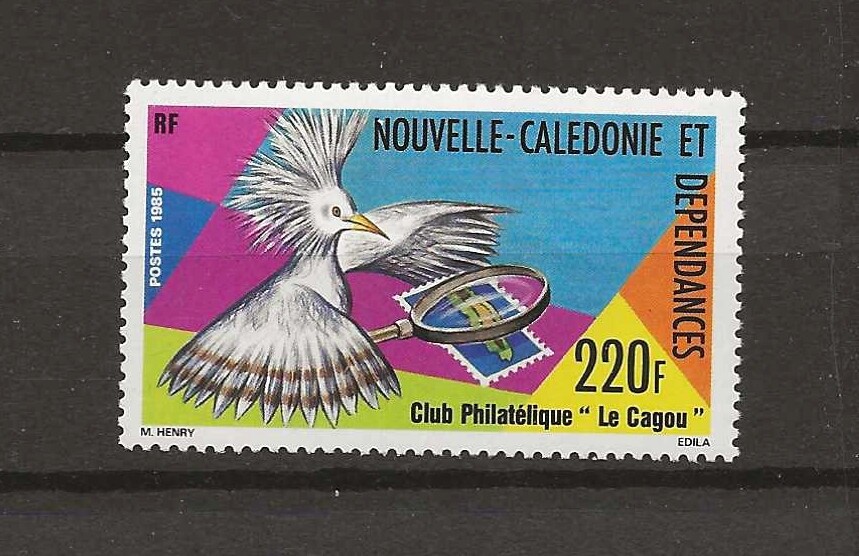 RF
NOUVELLE-CALEDONIE ET
DEPENDANCES
POSTES 1985
220F
Club Philatélique "Le Cagou"
M. HENRY
EDILA